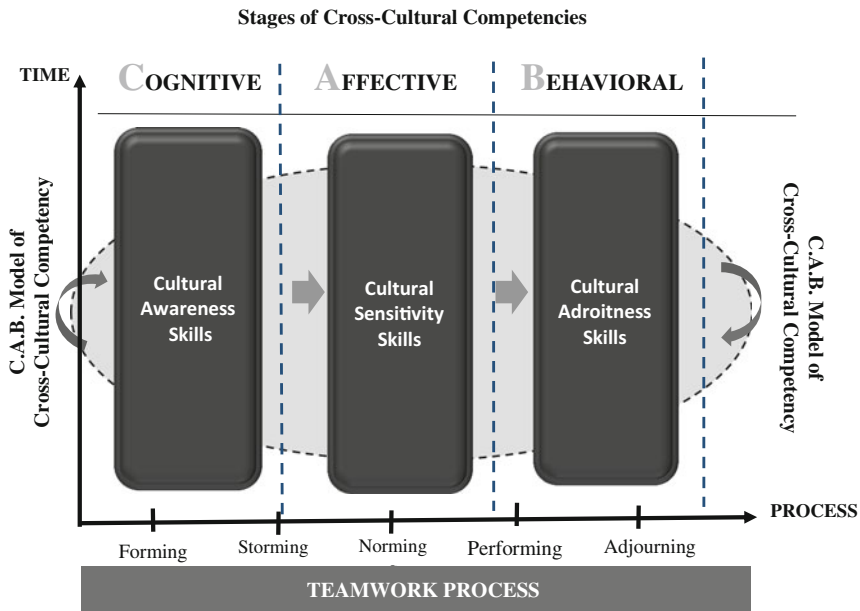 Stages of Cross-Cultural Competencies
TIME
COGNITIVE
AFFECTIVE
BEHAVIORAL
C.A.B. Model of
Cross-Cultural Competency
Cultural
Awareness
Skills
Cultural
Sensitivity
Skills
Cultural
Adroitness
Skills
C.A.B. Model of
Cross-Cultural Competency
PROCESS
Forming
Storming
Norming
Performing
Adjourning
TEAMWORK PROCESS